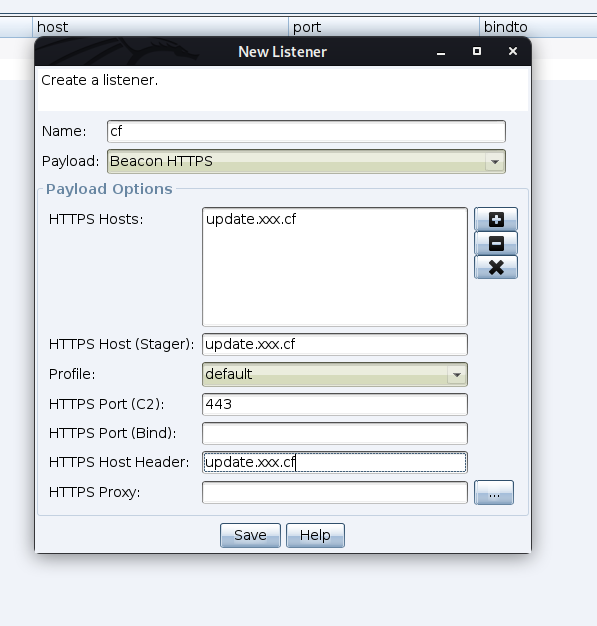 host port bindto
New Listener
Create a listener.
Name: cf
Payload: Beacon HTTPS
Payload Options
HTTPS Hosts: update.xxx.cf
HTTPS Host (Stager): update.xxx.cf
Profile: default
HTTPS Port (C2): 443
HTTPS Port (Bind):
HTTPS Host Header: update.xxx.cf
HTTPS Proxy: ...
Save Help